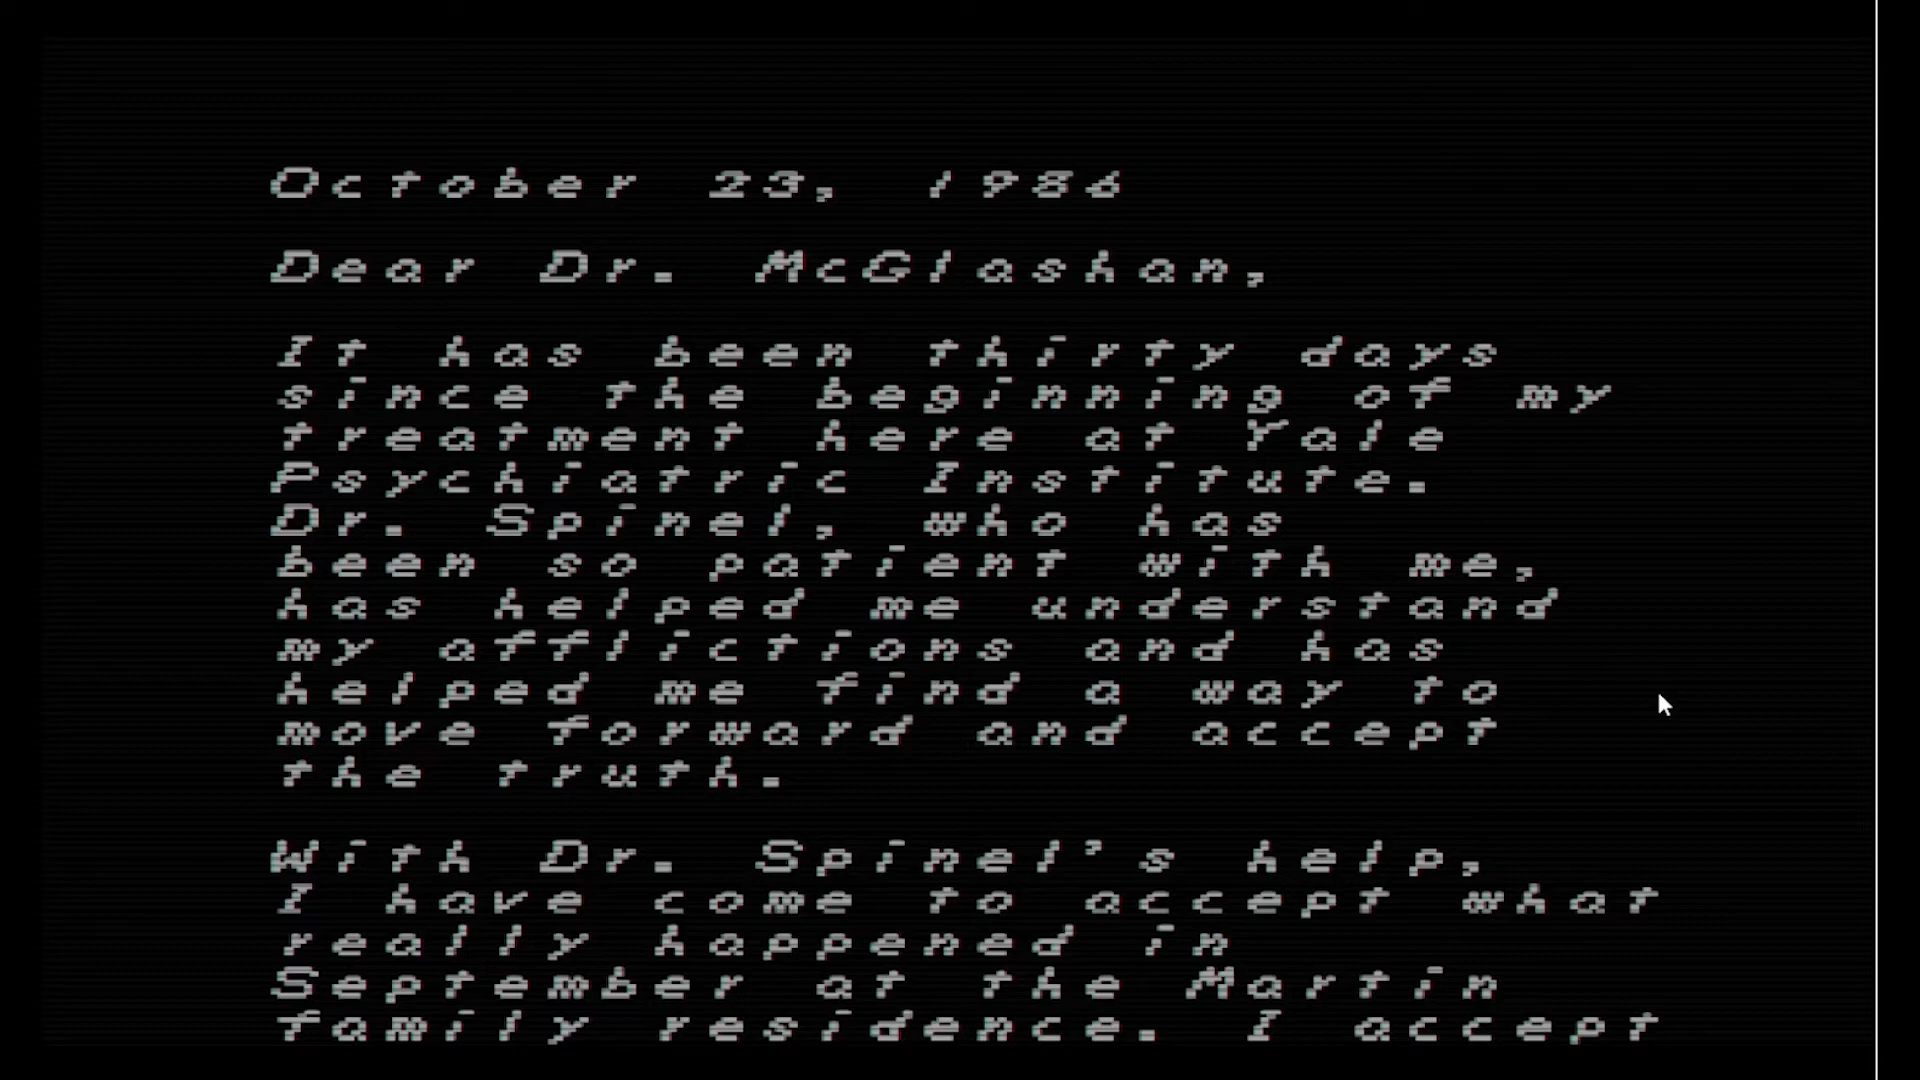 October 23, 1986
Dear Dr. McGlashan,
It has been thirty days
since the beginning of my
treatment here at Yale
Psychiatric Institute.
Dr. Spinel, who has
been so patient with me,
has helped me understand
my afflictions and has
helped me find a way to
move forward and accept
the truth.
With Dr. Spinel's help,
I have come to accept what
really happened in
September at the Martin
family residence. I accept